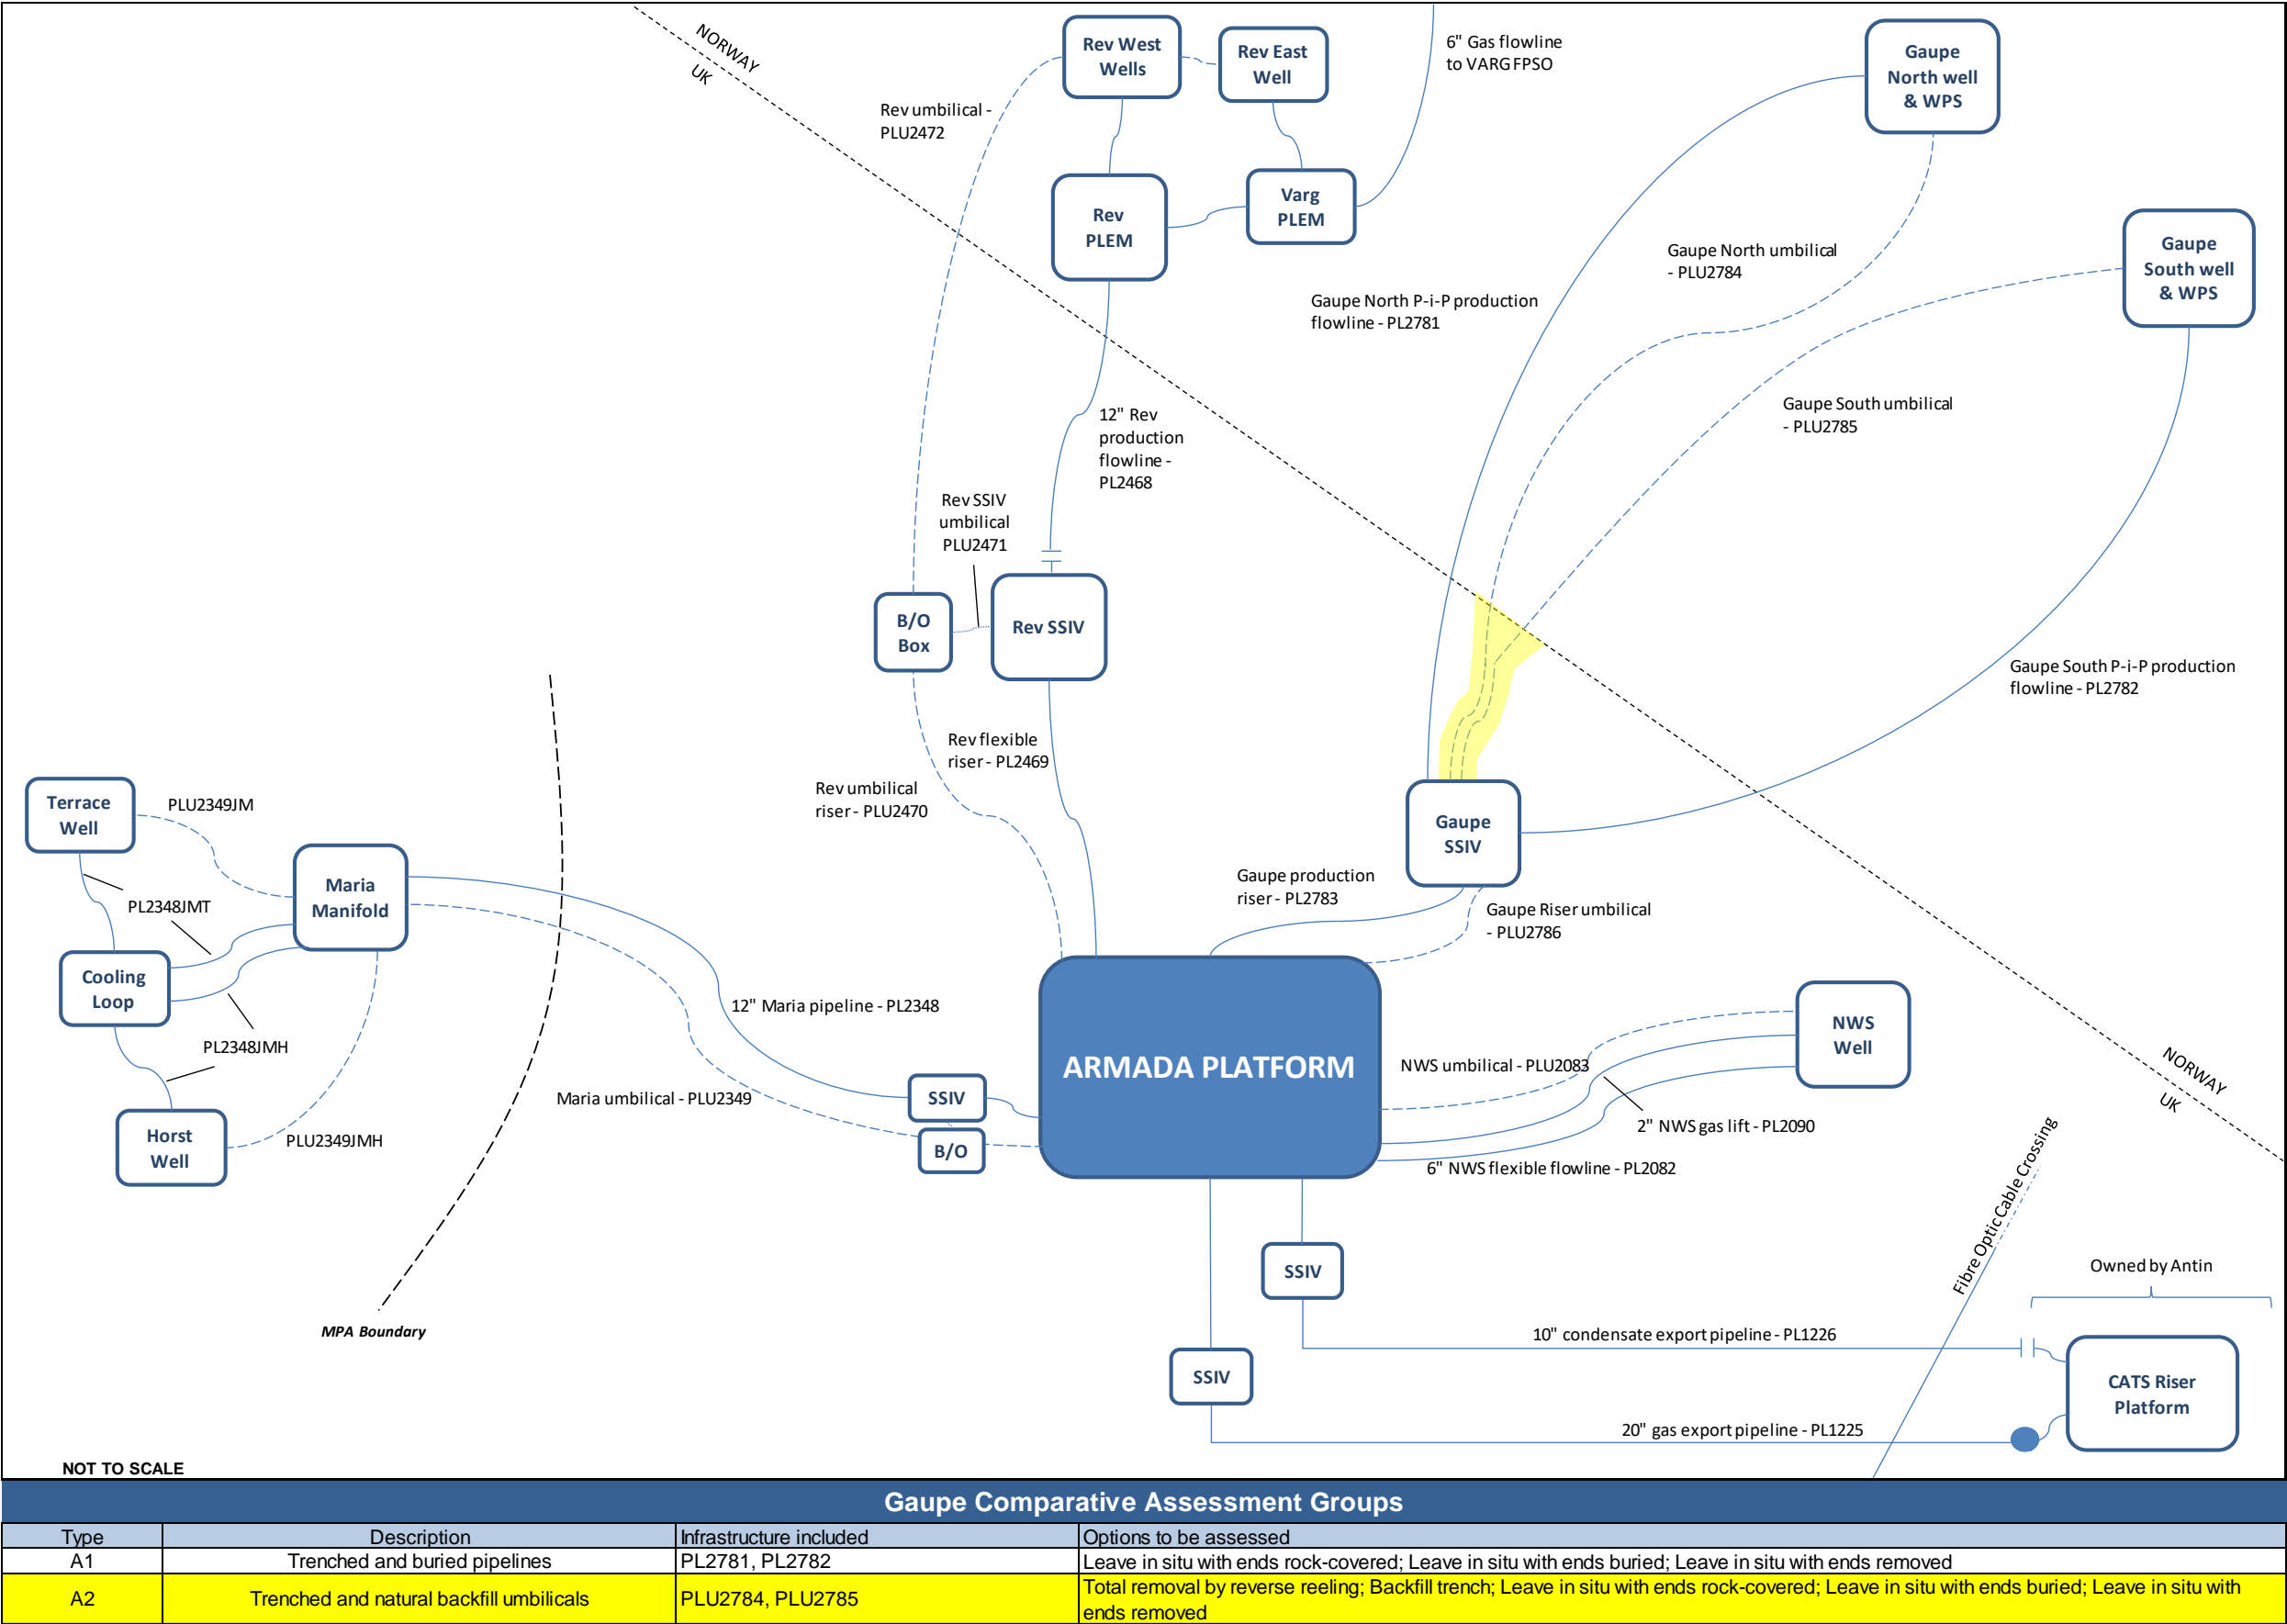 NORWAY
UK
Rev West
Wells
Rev East
Well
6" Gas flowline
to VARG FPSO
Gaupe
North well
& WPS
Rev umbilical -
PLU2472
Rev
PLEM
Varg
PLEM
Gaupe
South well
& WPS
Gaupe North umbilical
- PLU2784
Gaupe North P-i-P production
flowline - PL2781
Gaupe South umbilical
- PLU2785
12" Rev
production
flowline -
PL2468
Rev SSIV
umbilical
PLU2471
B/O
Box
Rev SSIV
Gaupe South P-i-P production
flowline - PL2782
Rev flexible
riser - PL2469
Rev umbilical
riser - PLU2470
Terrace
Well
PLU2349JM
Maria
Manifold
PL2348JMT
Gaupe
SSIV
Gaupe production
riser - PL2783
Gaupe Riser umbilical
- PLU2786
Cooling
Loop
12" Maria pipeline - PL2348
PL2348JMH
ARMADA PLATFORM
NWS
Well
NWS umbilical - PLU2083
NORWAY
UK
Maria umbilical - PLU2349
SSIV
B/O
Horst
Well
PLU2349JMH
2" NWS gas lift - PL2090
6" NWS flexible flowline - PL2082
Fibre Optic Cable Crossing
SSIV
Owned by Antin
MPA Boundary
10" condensate export pipeline - PL1226
SSIV
CATS Riser
Platform
20" gas export pipeline - PL1225
NOT TO SCALE
Gaupe Comparative Assessment Groups
Type Description Infrastructure included Options to be assessed
A1 Trenched and buried pipelines PL2781, PL2782 Leave in situ with ends rock-covered; Leave in situ with ends buried; Leave in situ with ends removed
A2 Trenched and natural backfill umbilicals PLU2784, PLU2785 Total removal by reverse reeling; Backfill trench; Leave in situ with ends rock-covered; Leave in situ with ends buried; Leave in situ with
ends removed